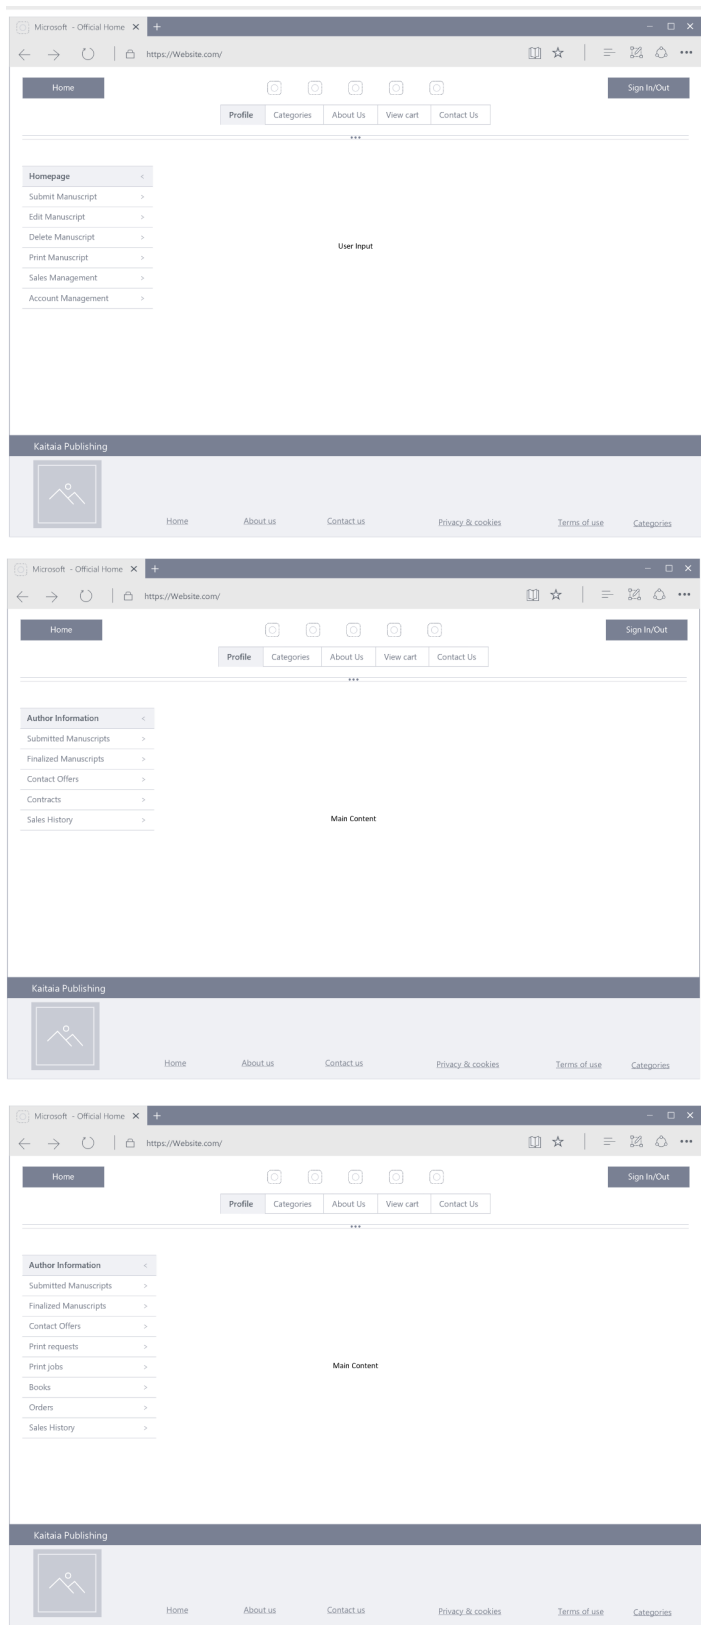 Microsoft - Official Home
https://Website.com/
Home
Sign In/Out
Profile Categories About Us View cart Contact Us
Homepage
Submit Manuscript
Edit Manuscript
Delete Manuscript
User Input
Print Manuscript
Sales Management
Account Management
Kaitaia Publishing
Home About us Contact us Privacy & cookies Terms of use Categories
Microsoft - Official Home
https://Website.com/
Home
Sign In/Out
Profile Categories About Us View cart Contact Us
Author Information
Submitted Manuscripts
Finalized Manuscripts
Contact Offers
Contracts
Sales History
Main Content
Kaitaia Publishing
Home About us Contact us Privacy & cookies Terms of use Categories
Microsoft - Official Home
https://Website.com/
Home
Sign In/Out
Profile Categories About Us View cart Contact Us
Author Information
Submitted Manuscripts
Finalized Manuscripts
Contact Offers
Print requests
Print jobs
Main Content
Books
Orders
Sales History
Kaitaia Publishing
Home About us Contact us Privacy & cookies Terms of use Categories